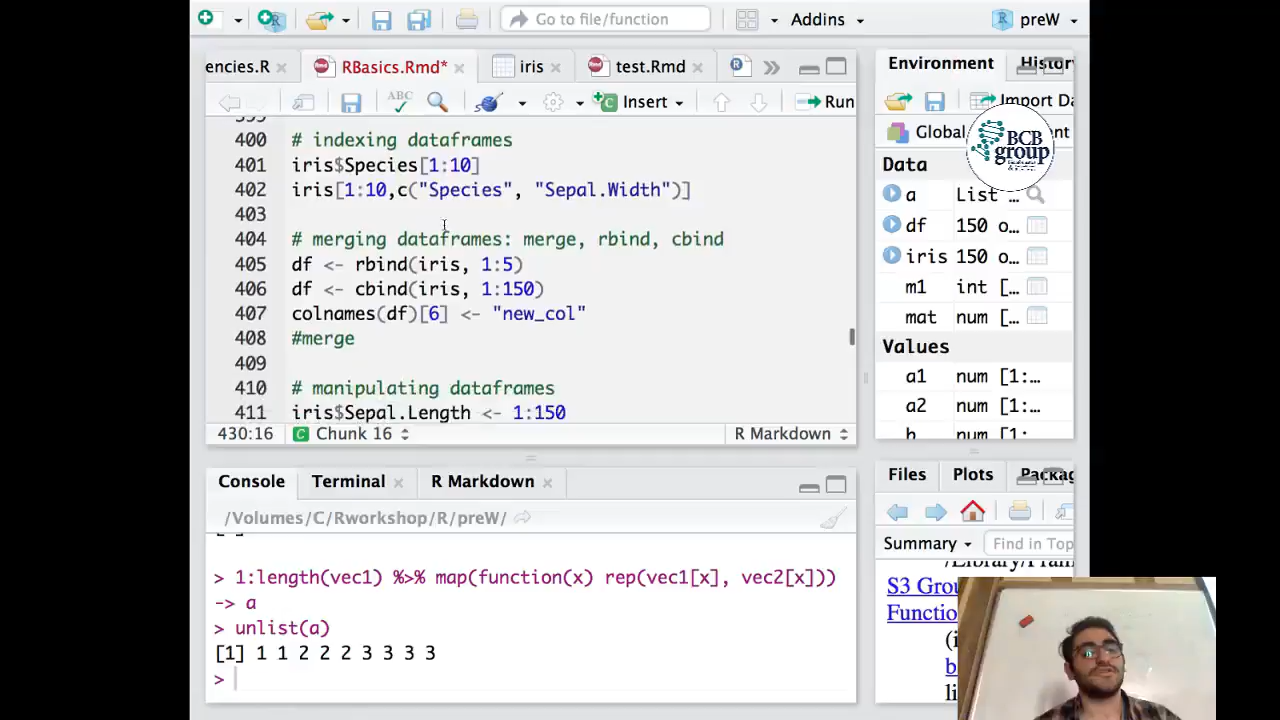 Go to file/function
Addins
preW
encies.R
RBasics.Rmd*
iris
test.Rmd
Insert
Run
400 # indexing dataframes
401 iris$Species[1:10]
402 iris[1:10,c("Species", "Sepal.Width")]
403
404 # merging dataframes: merge, rbind, cbind
405 df <- rbind(iris, 1:5)
406 df <- cbind(iris, 1:150)
407 colnames(df)[6] <- "new_col"
408 #merge
409
410 # manipulating dataframes
411 iris$Sepal.Length <- 1:150
430:16 Chunk 16 R Markdown
Console Terminal R Markdown
/Volumes/C/Rworkshop/R/preW/
> 1:length(vec1) %>% map(function(x) rep(vec1[x], vec2[x]))
-> a
> unlist(a)
[1] 1 1 2 2 2 3 3 3 3
>
Environment
Import Da
Global
BCB
group
Data
a List …
df 150 o…
iris 150 o…
m1 int […
mat num […
Values
a1 num [1:…
a2 num [1:…
Files Plots Packag
Summary Find in Top
S3 Grou
Functio